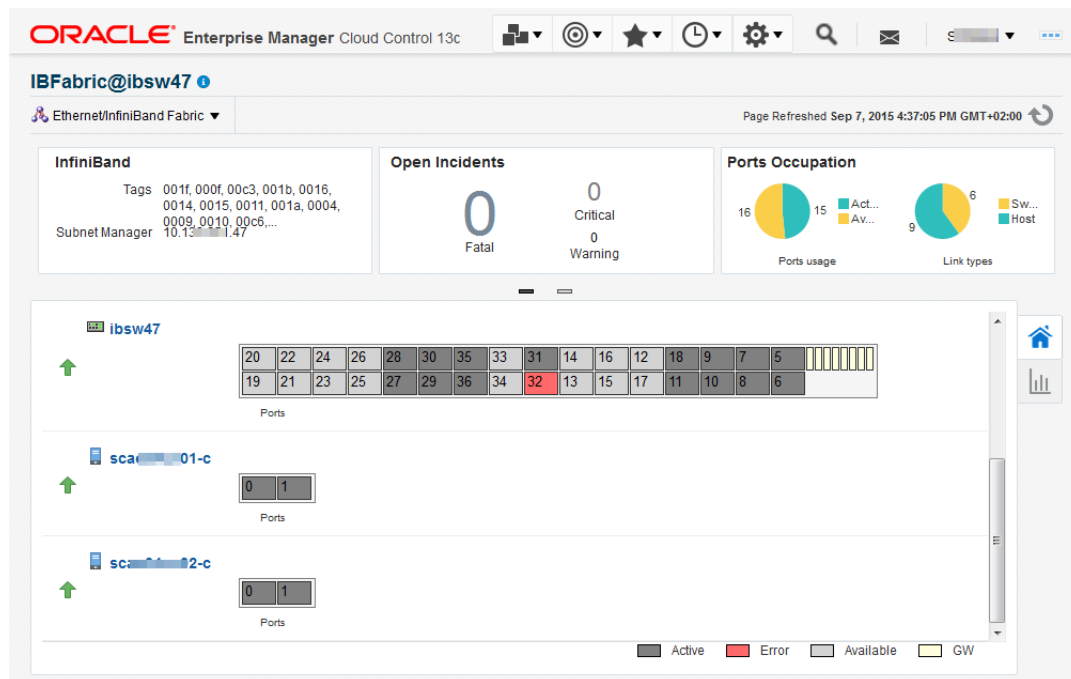 ORACLE Enterprise Manager Cloud Control 13c
IBFabric@ibsw47
Ethernet/InfiniBand Fabric
Page Refreshed Sep 7, 2015 4:37:05 PM GMT+02:00
InfiniBand
Tags 001f, 000f, 00c3, 001b, 0016,
0014, 0015, 0011, 001a, 0004,
0009, 0010, 00c6,...
Subnet Manager
Open Incidents
0
Fatal
0
Critical
0
Warning
Ports Occupation
16
15
Act...
Av...
Ports usage
6
9
Sw...
Host
Link types
ibsw47
20 22 24 26 28 30 35 33 31 14 16 12 18 9 7 5
19 21 23 25 27 29 36 34 32 13 15 17 11 10 8 6
Ports
0 1
Ports
0 1
Ports
Active Error Available GW